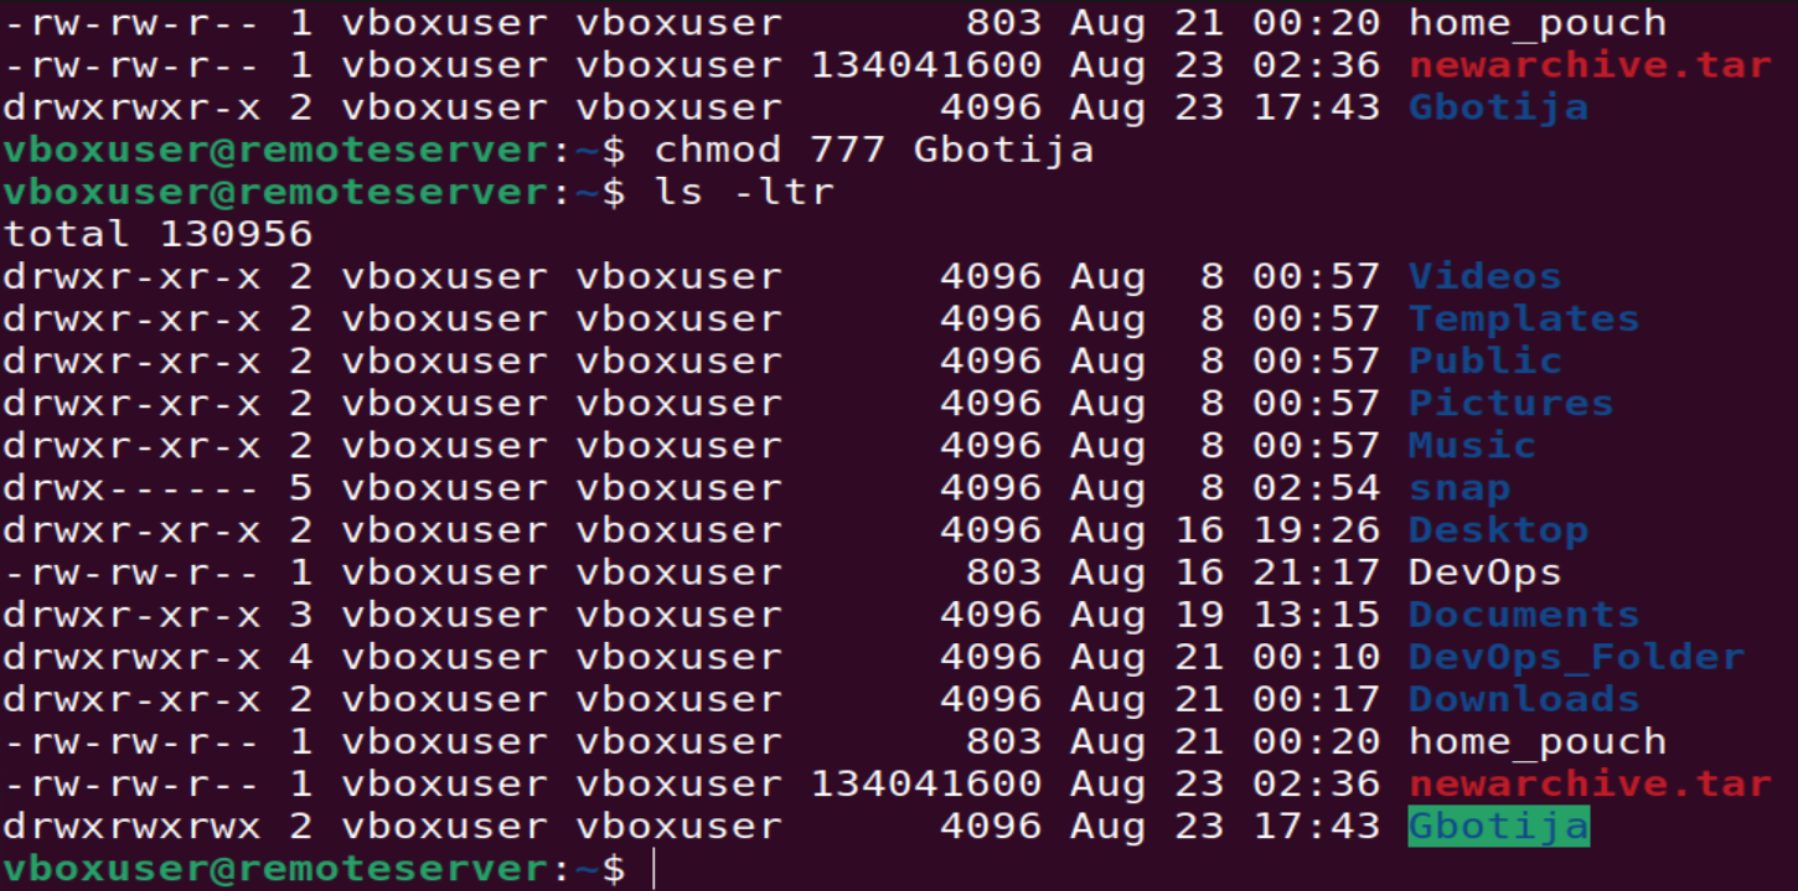 -rw-rw-r-- 1 vboxuser vboxuser       803 Aug 21 00:20 home_pouch
-rw-rw-r-- 1 vboxuser vboxuser 134041600 Aug 23 02:36 newarchive.tar
drwxrwxr-x 2 vboxuser vboxuser      4096 Aug 23 17:43 Gbotija
vboxuser@remoteserver:~$ chmod 777 Gbotija
vboxuser@remoteserver:~$ ls -ltr
total 130956
drwxr-xr-x 2 vboxuser vboxuser      4096 Aug  8 00:57 Videos
drwxr-xr-x 2 vboxuser vboxuser      4096 Aug  8 00:57 Templates
drwxr-xr-x 2 vboxuser vboxuser      4096 Aug  8 00:57 Public
drwxr-xr-x 2 vboxuser vboxuser      4096 Aug  8 00:57 Pictures
drwxr-xr-x 2 vboxuser vboxuser      4096 Aug  8 00:57 Music
drwx------ 5 vboxuser vboxuser      4096 Aug  8 02:54 snap
drwxr-xr-x 2 vboxuser vboxuser      4096 Aug 16 19:26 Desktop
-rw-rw-r-- 1 vboxuser vboxuser       803 Aug 16 21:17 DevOps
drwxr-xr-x 3 vboxuser vboxuser      4096 Aug 19 13:15 Documents
drwxrwxr-x 4 vboxuser vboxuser      4096 Aug 21 00:10 DevOps_Folder
drwxr-xr-x 2 vboxuser vboxuser      4096 Aug 21 00:17 Downloads
-rw-rw-r-- 1 vboxuser vboxuser       803 Aug 21 00:20 home_pouch
-rw-rw-r-- 1 vboxuser vboxuser 134041600 Aug 23 02:36 newarchive.tar
drwxrwxrwx 2 vboxuser vboxuser      4096 Aug 23 17:43 Gbotija
vboxuser@remoteserver:~$